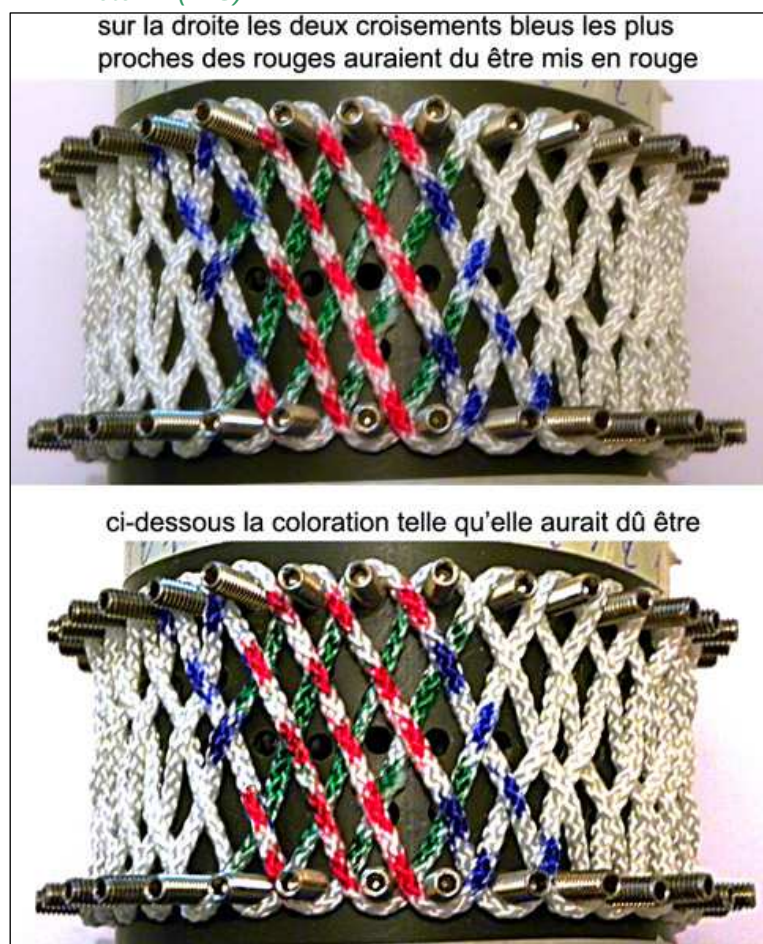 sur la droite les deux croisements bleus les plus
proches des rouges auraient du être mis en rouge
ci-dessous la coloration telle qu'elle aurait dû être